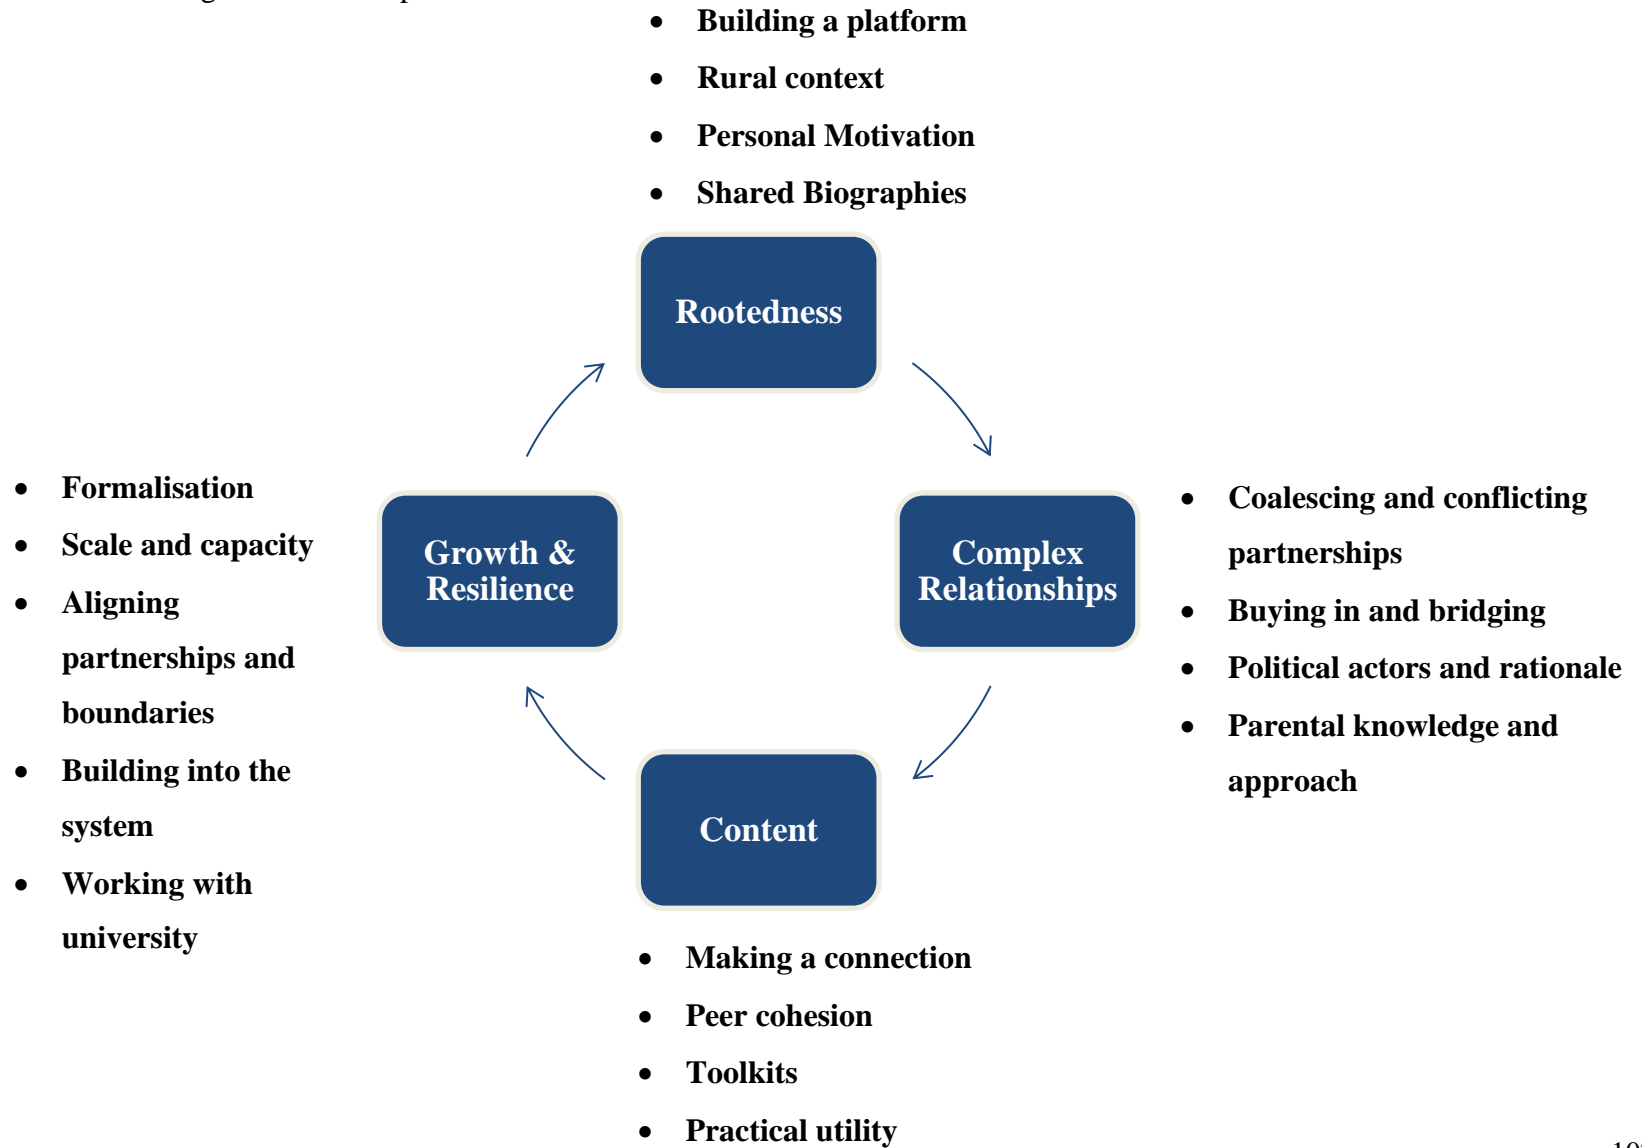 • Building a platform
• Rural context
• Personal Motivation
• Shared Biographies
Rootedness
• Formalisation
• Scale and capacity
• Aligning
partnerships and
boundaries
• Building into the
system
• Working with
university
Growth &
Resilience
Complex
Relationships
• Coalescing and conflicting
partnerships
• Buying in and bridging
• Political actors and rationale
• Parental knowledge and
approach
Content
• Making a connection
• Peer cohesion
• Toolkits
• Practical utility